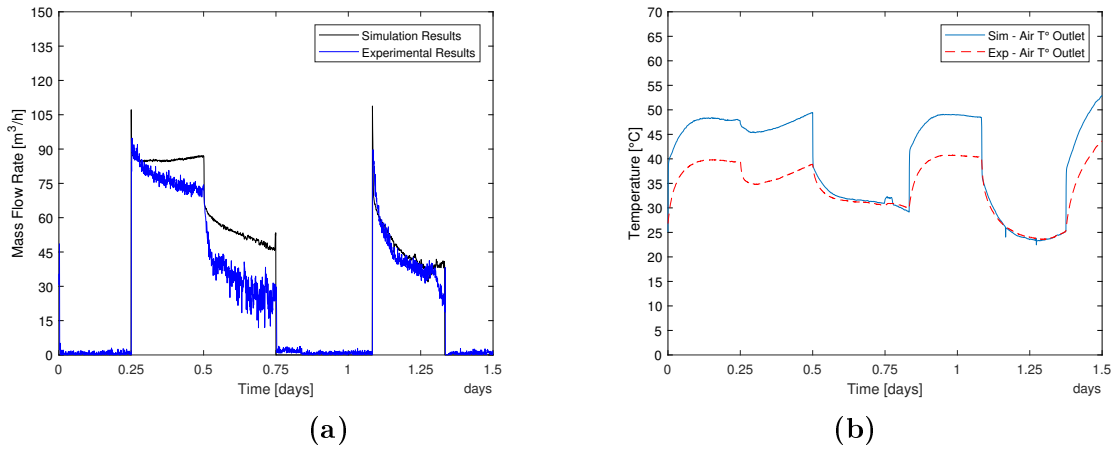 150
135
120
105
90
75
60
45
30
15
0
Mass Flow Rate [m³/h]
Simulation Results
Experimental Results
0 0.25 0.5 0.75 1 1.25 1.5
Time [days]
days
(a)
70
65
60
55
50
45
40
35
30
25
20
15
10
5
0
Temperature [°C]
Sim - Air T° Outlet
Exp - Air T° Outlet
0 0.25 0.5 0.75 1 1.25 1.5
Time [days]
days
(b)